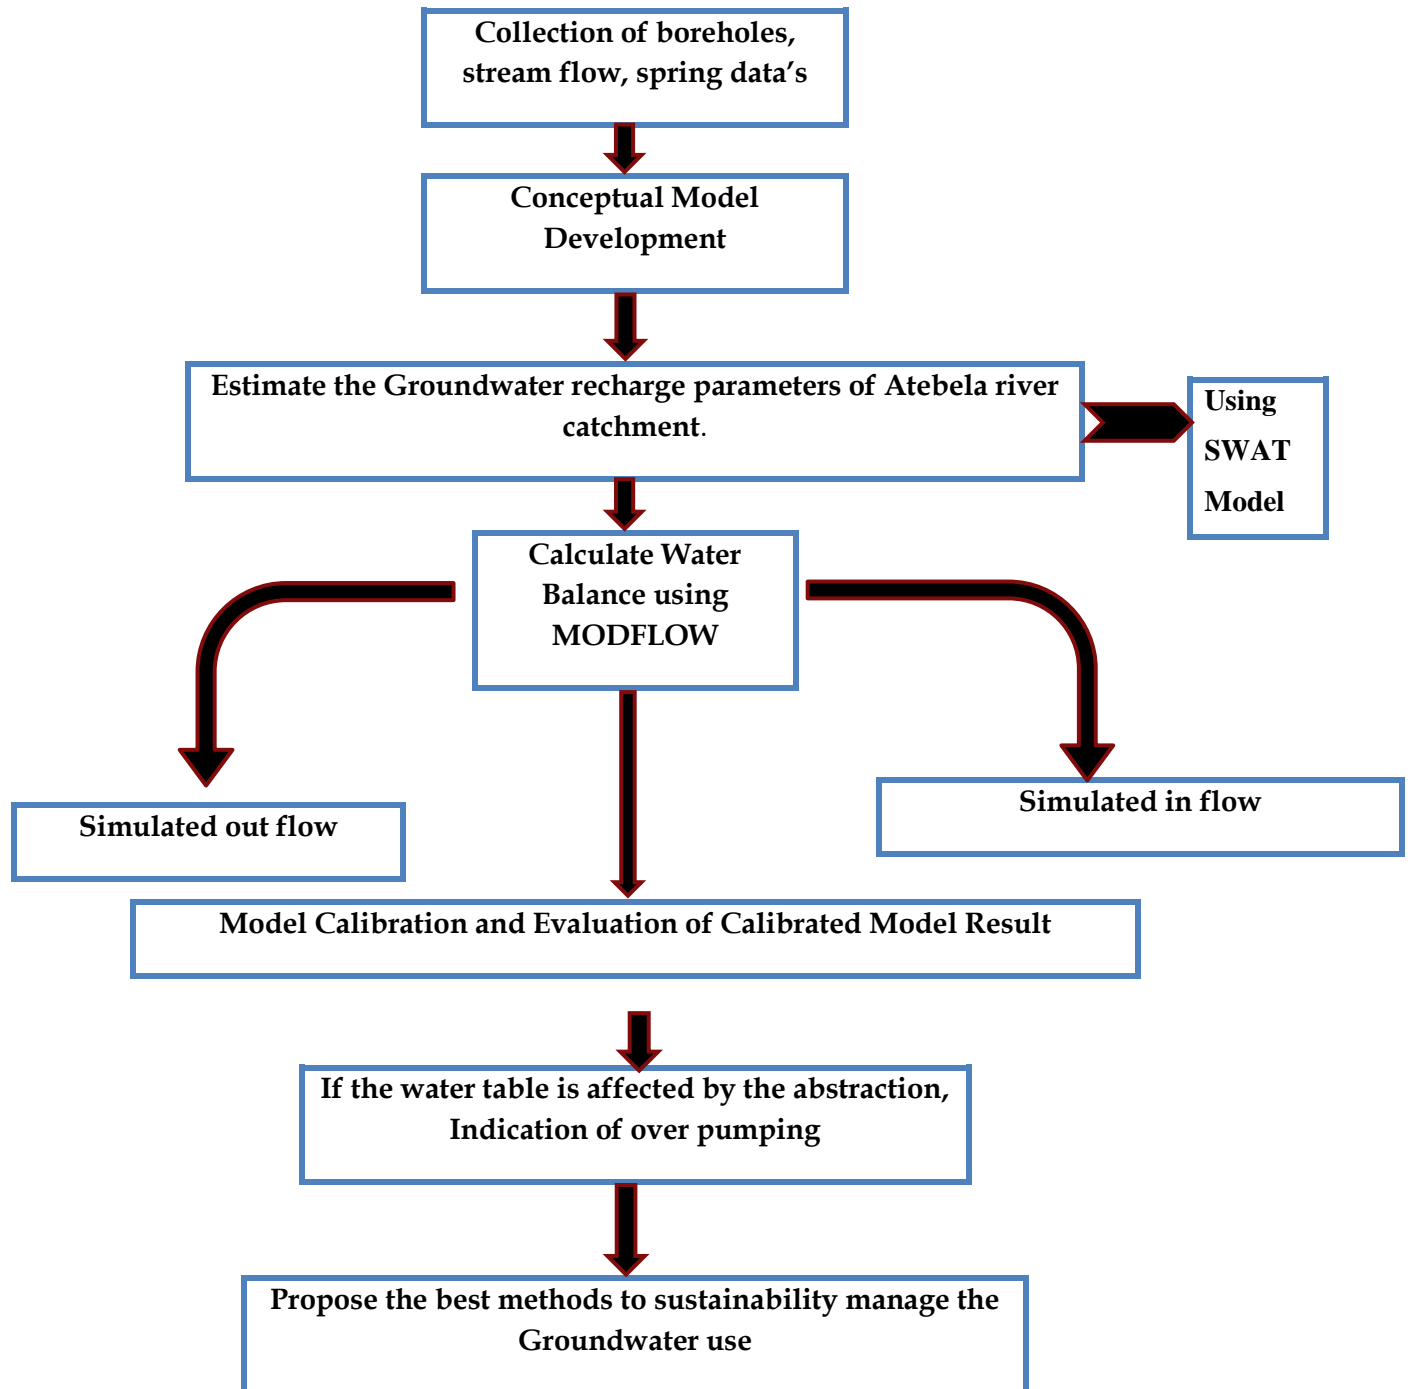 Collection of boreholes,
stream flow, spring data’s
Conceptual Model
Development
Estimate the Groundwater recharge parameters of Atebela river
catchment.
Using
SWAT
Model
Calculate Water
Balance using
MODFLOW
Simulated out flow
Simulated in flow
Model Calibration and Evaluation of Calibrated Model Result
If the water table is affected by the abstraction,
Indication of over pumping
Propose the best methods to sustainability manage the
Groundwater use